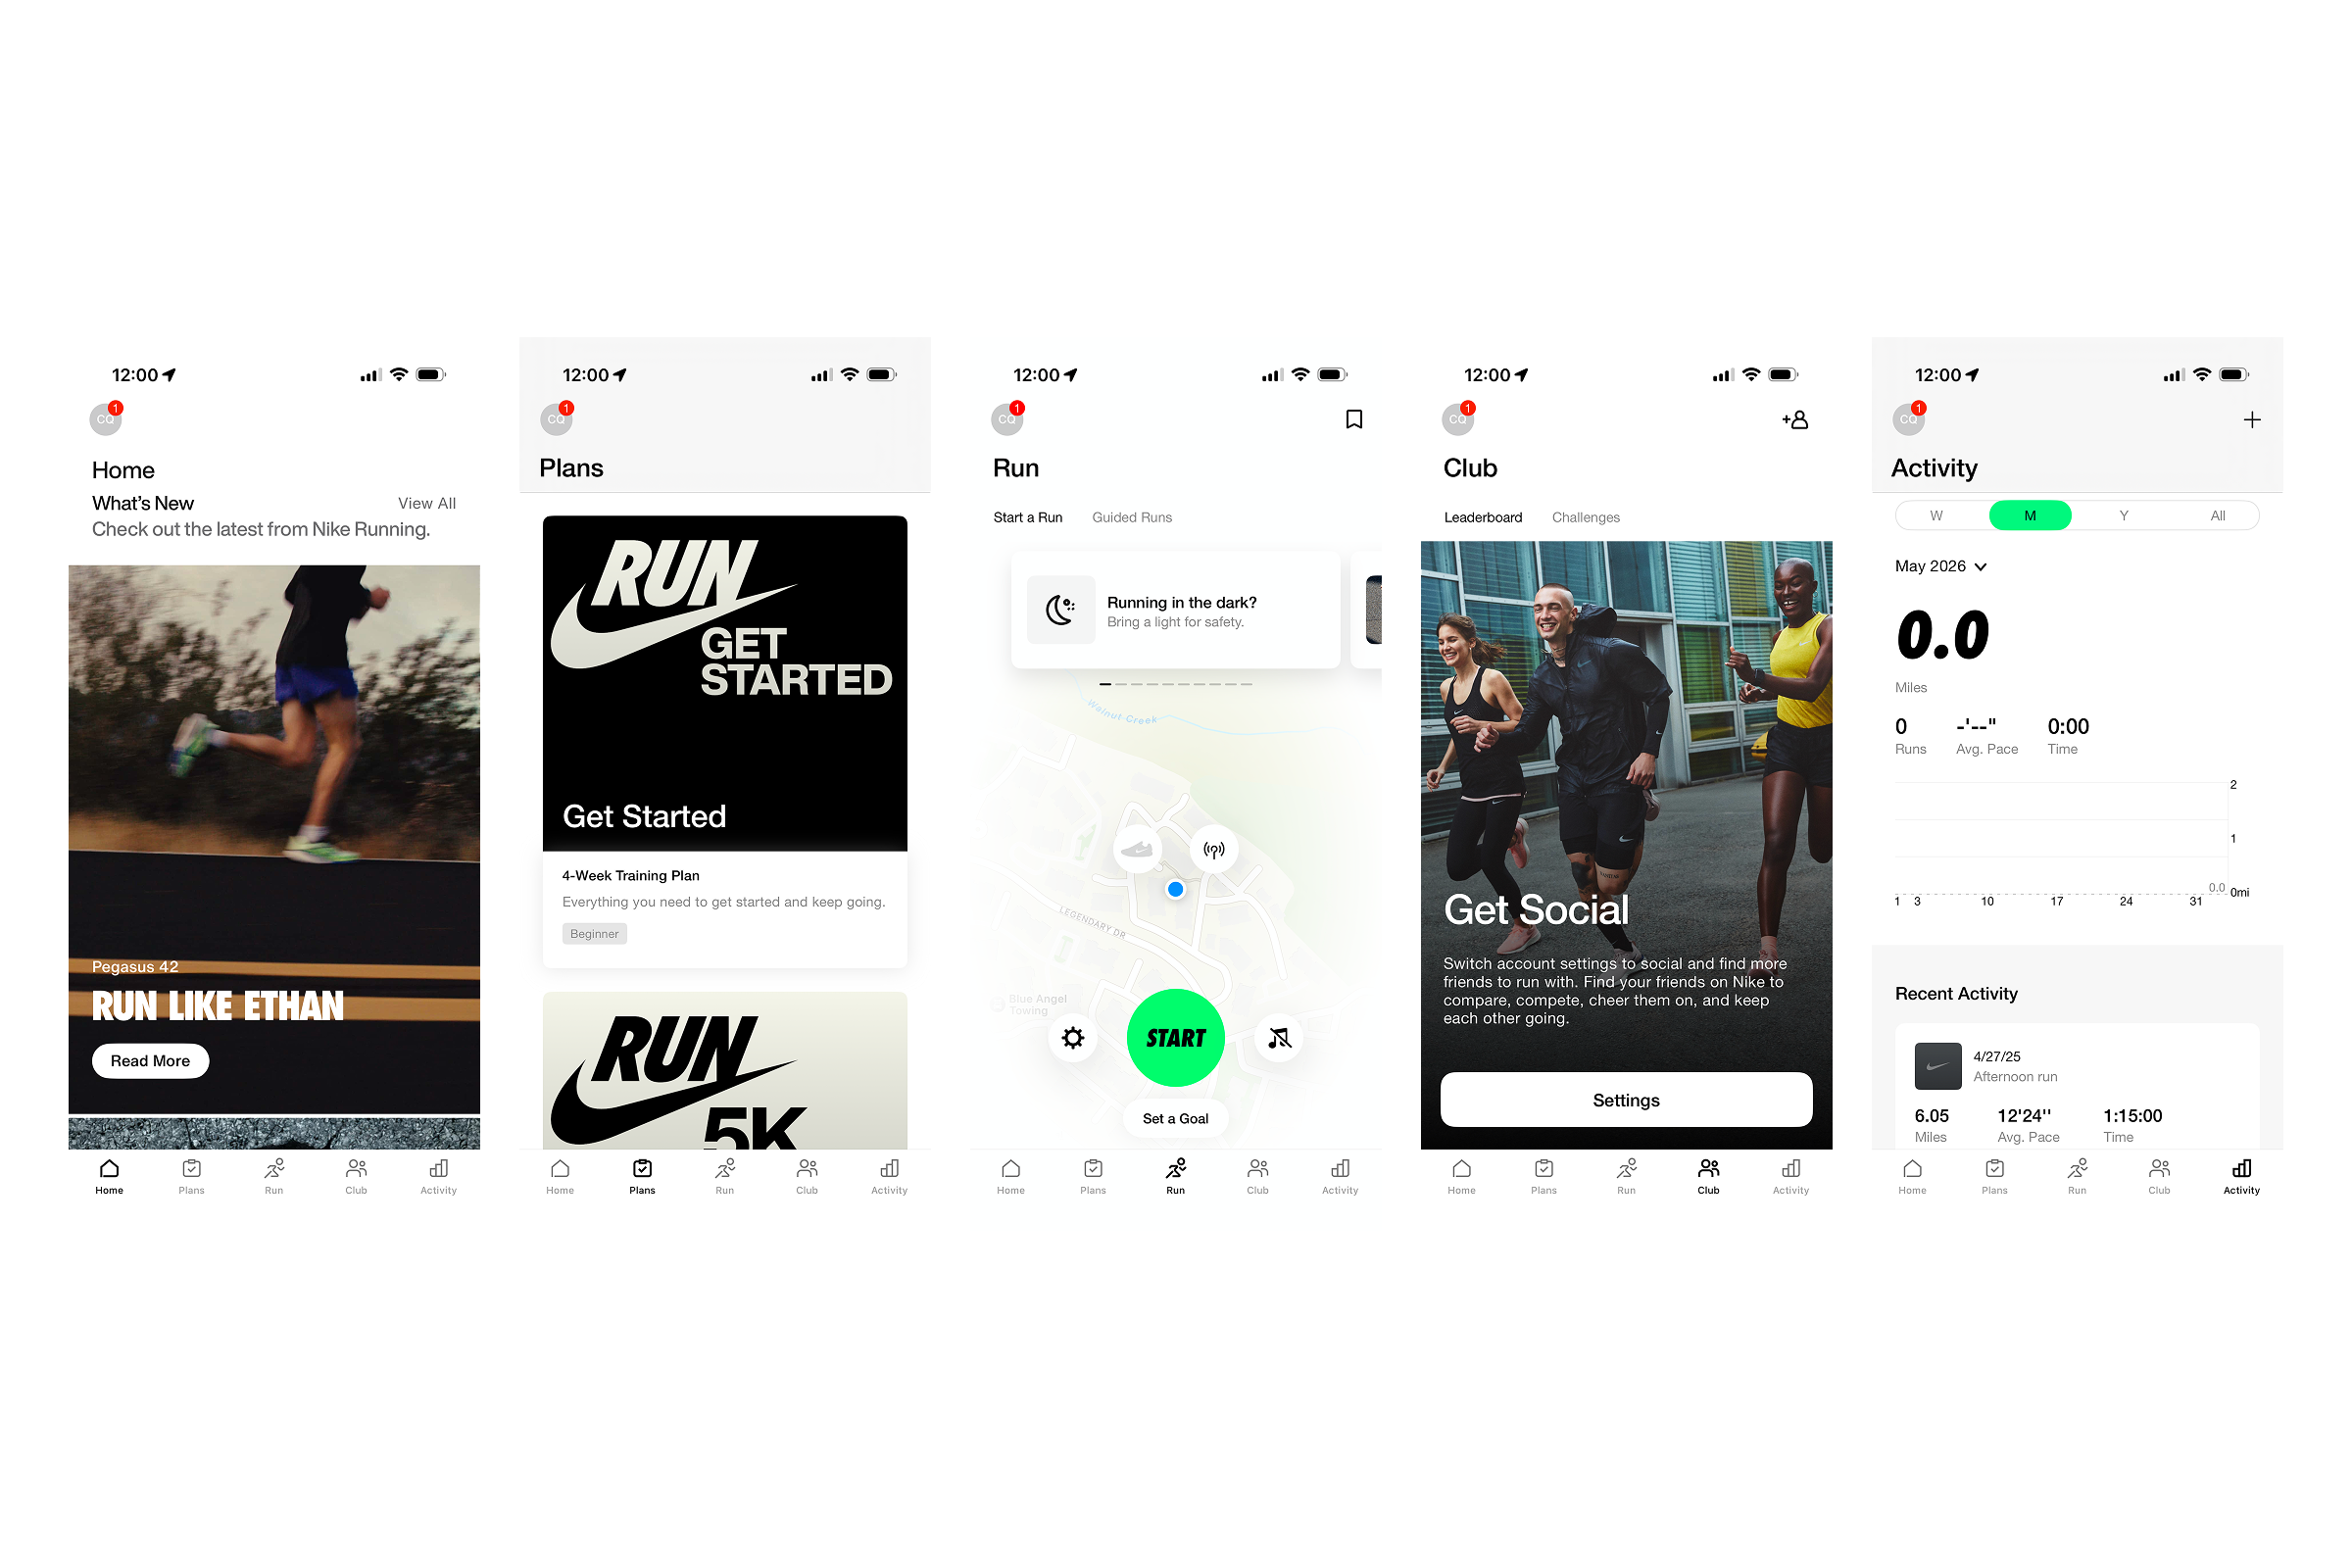 12:00
CQ
1
Home
What's New
View All
Check out the latest from Nike Running.
Pegasus 42
RUN LIKE ETHAN
Read More
Home
Plans
Run
Club
Activity
12:00
CQ
1
Plans
RUN
GET
STARTED
Get Started
4-Week Training Plan
Everything you need to get started and keep going.
Beginner
RUN
5K
Home
Plans
Run
Club
Activity
12:00
CQ
1
Run
Start a Run
Guided Runs
Running in the dark?
Bring a light for safety.
Walnut Creek
LEGENDARY DR
Blue Angel
Towing
START
Set a Goal
Home
Plans
Run
Club
Activity
12:00
CQ
1
Club
Leaderboard
Challenges
Get Social
Switch account settings to social and find more
friends to run with. Find your friends on Nike to
compare, compete, cheer them on, and keep
each other going.
Settings
Home
Plans
Run
Club
Activity
12:00
CQ
1
Activity
W M Y All
May 2026
0.0
Miles
0 -'--" 0:00
Runs Avg. Pace Time
2
1
0.0 0mi
1 3 10 17 24 31
Recent Activity
4/27/25
Afternoon run
6.05 12'24'' 1:15:00
Miles Avg. Pace Time
Home
Plans
Run
Club
Activity